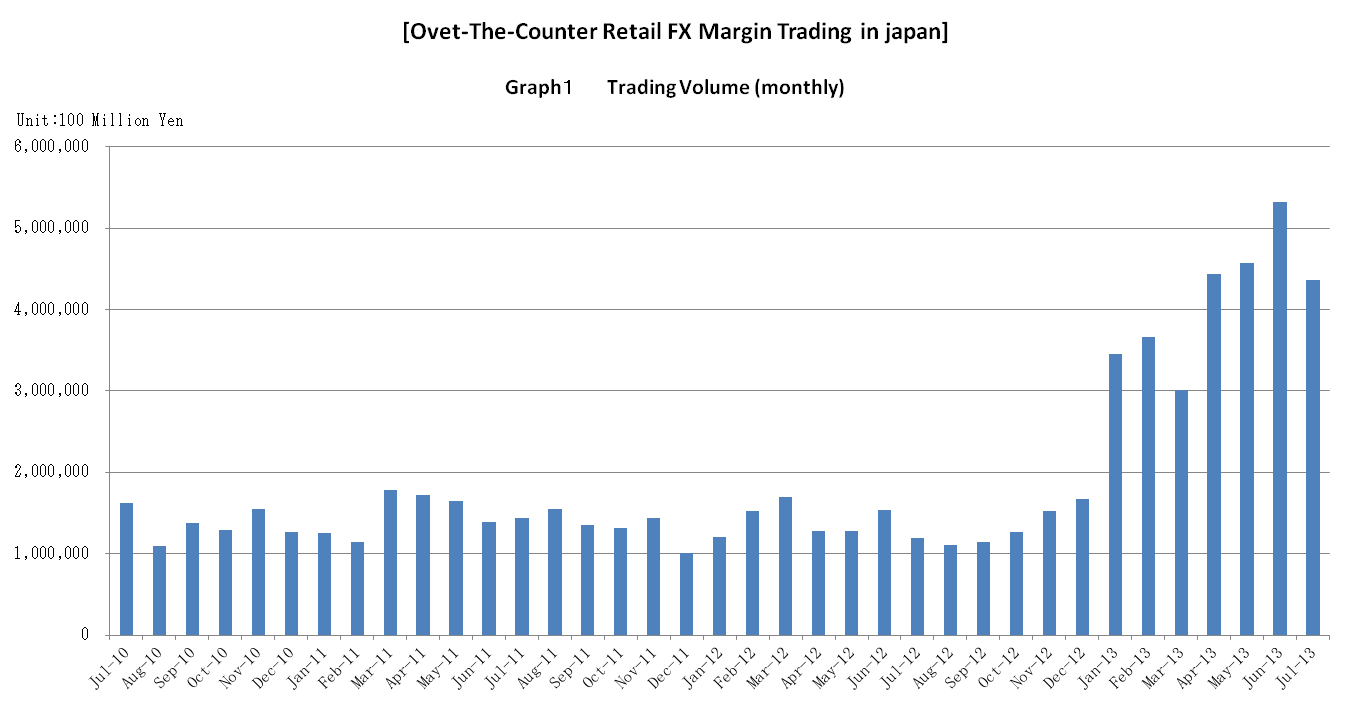 [Ovet-The-Counter Retail FX Margin Trading in japan]
Graph1 Trading Volume (monthly)
Unit:100 Million Yen
6,000,000
5,000,000
4,000,000
3,000,000
2,000,000
1,000,000
0
Jul-10 Aug-10 Sep-10 Oct-10 Nov-10 Dec-10 Jan-11 Feb-11 Mar-11 Apr-11 May-11 Jun-11 Jul-11 Aug-11 Sep-11 Oct-11 Nov-11 Dec-11 Jan-12 Feb-12 Mar-12 Apr-12 May-12 Jun-12 Jul-12 Aug-12 Sep-12 Oct-12 Nov-12 Dec-12 Jan-13 Feb-13 Mar-13 Apr-13 May-13 Jun-13 Jul-13